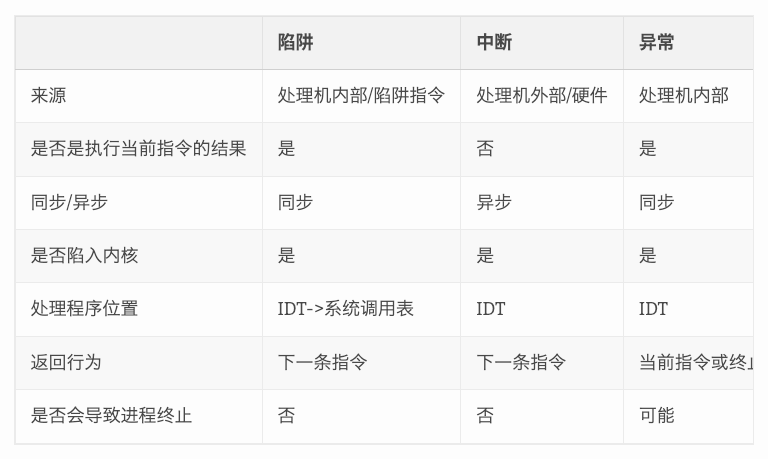 陷阱 中断 异常
来源 处理机内部/陷阱指令 处理机外部/硬件 处理机内部
是否是执行当前指令的结果 是 否 是
同步/异步 同步 异步 同步
是否陷入内核 是 是 是
处理程序位置 IDT->系统调用表 IDT IDT
返回行为 下一条指令 下一条指令 当前指令或终
是否会导致进程终止 否 否 可能